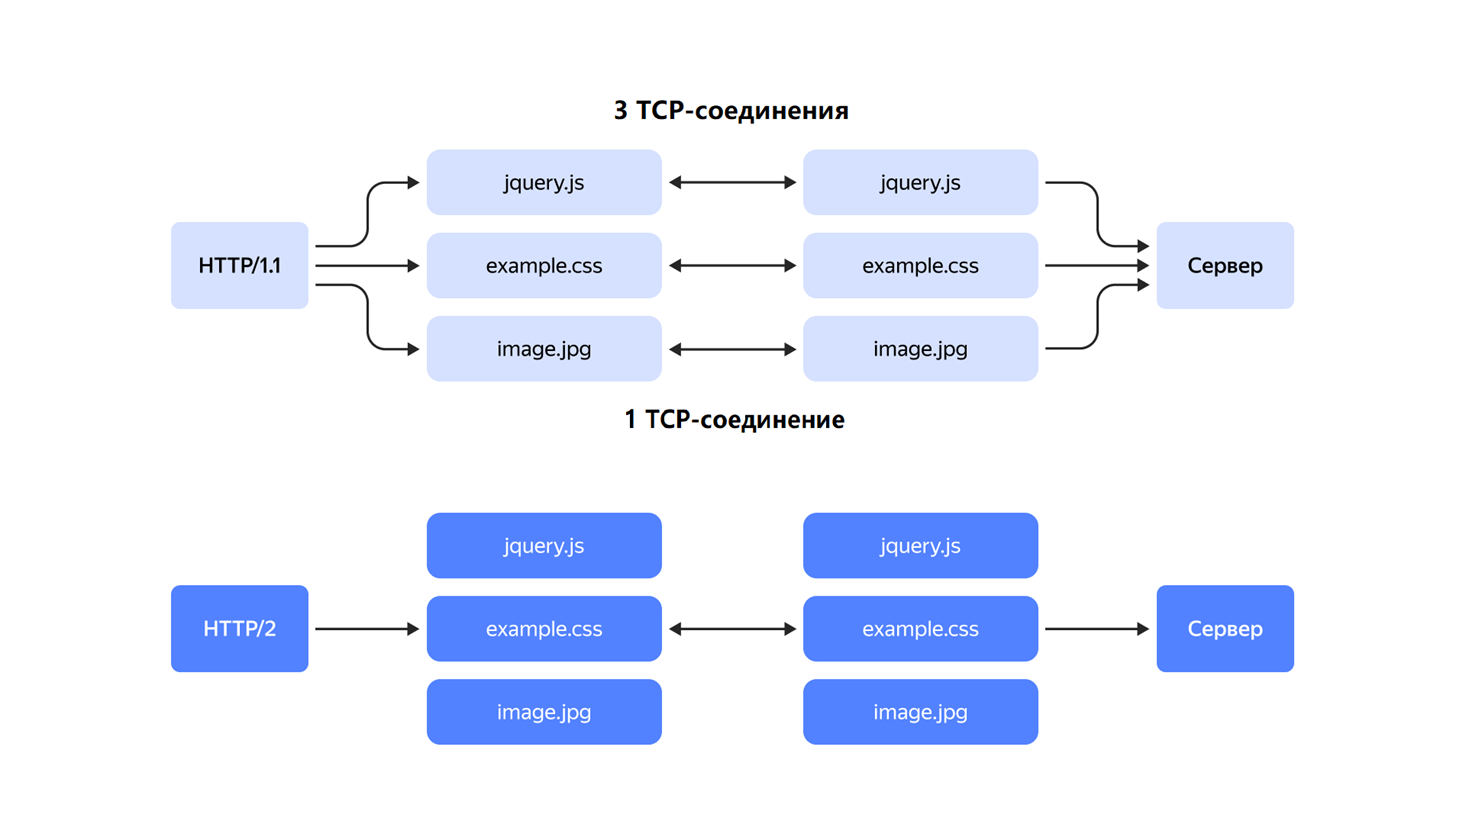 3 TCP-соединения
jquery.js
jquery.js
HTTP/1.1
example.css
example.css
Сервер
image.jpg
image.jpg
1 TCP-соединение
jquery.js
jquery.js
HTTP/2
example.css
example.css
Сервер
image.jpg
image.jpg